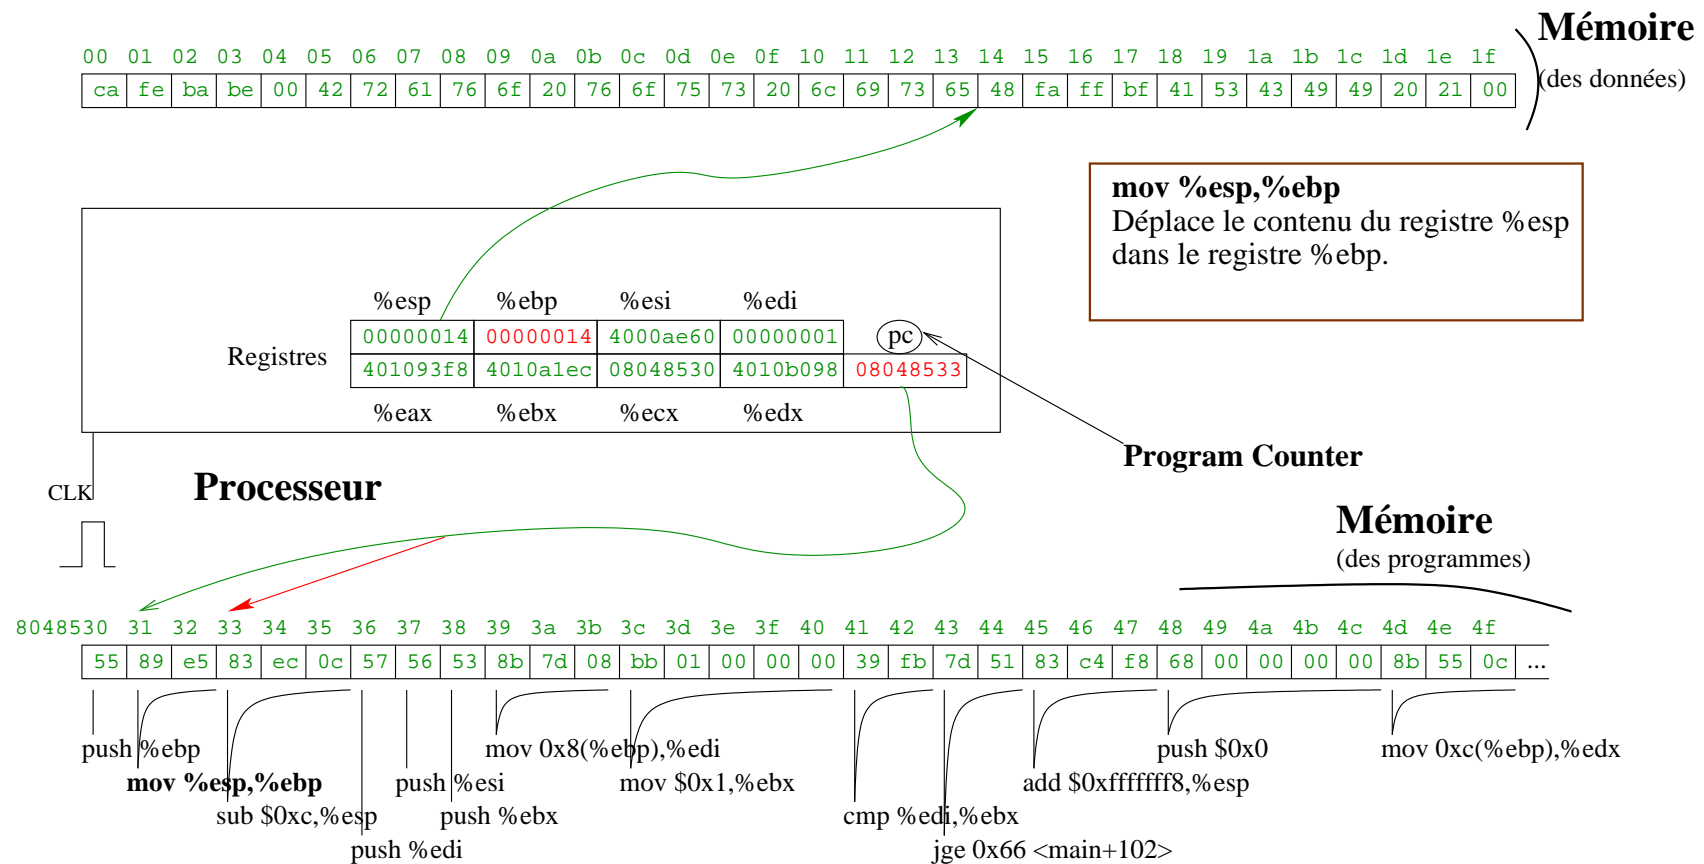 Mémoire
(des données)
00 01 02 03 04 05 06 07 08 09 0a 0b 0c 0d 0e 0f 10 11 12 13 14 15 16 17 18 19 1a 1b 1c 1d 1e 1f
ca fe ba be 00 42 72 61 76 6f 20 76 6f 75 73 20 6c 69 73 65 48 fa ff bf 41 53 43 49 49 20 21 00
mov %esp,%ebp
Déplace le contenu du registre %esp
dans le registre %ebp.
%esp %ebp %esi %edi
Registres
00000014 00000014 4000ae60 00000001 pc
401093f8 4010a1ec 08048530 4010b098 08048533
%eax %ebx %ecx %edx
Program Counter
CLK
Processeur
Mémoire
(des programmes)
8048530 31 32 33 34 35 36 37 38 39 3a 3b 3c 3d 3e 3f 40 41 42 43 44 45 46 47 48 49 4a 4b 4c 4d 4e 4f
55 89 e5 83 ec 0c 57 56 53 8b 7d 08 bb 01 00 00 00 39 fb 7d 51 83 c4 f8 68 00 00 00 00 8b 55 0c ...
push %ebp mov 0x8(%ebp),%edi push $0x0 mov 0xc(%ebp),%edx
mov %esp,%ebp push %esi mov $0x1,%ebx add $0xfffffff8,%esp
sub $0xc,%esp push %ebx cmp %edi,%ebx
push %edi jge 0x66 <main+102>